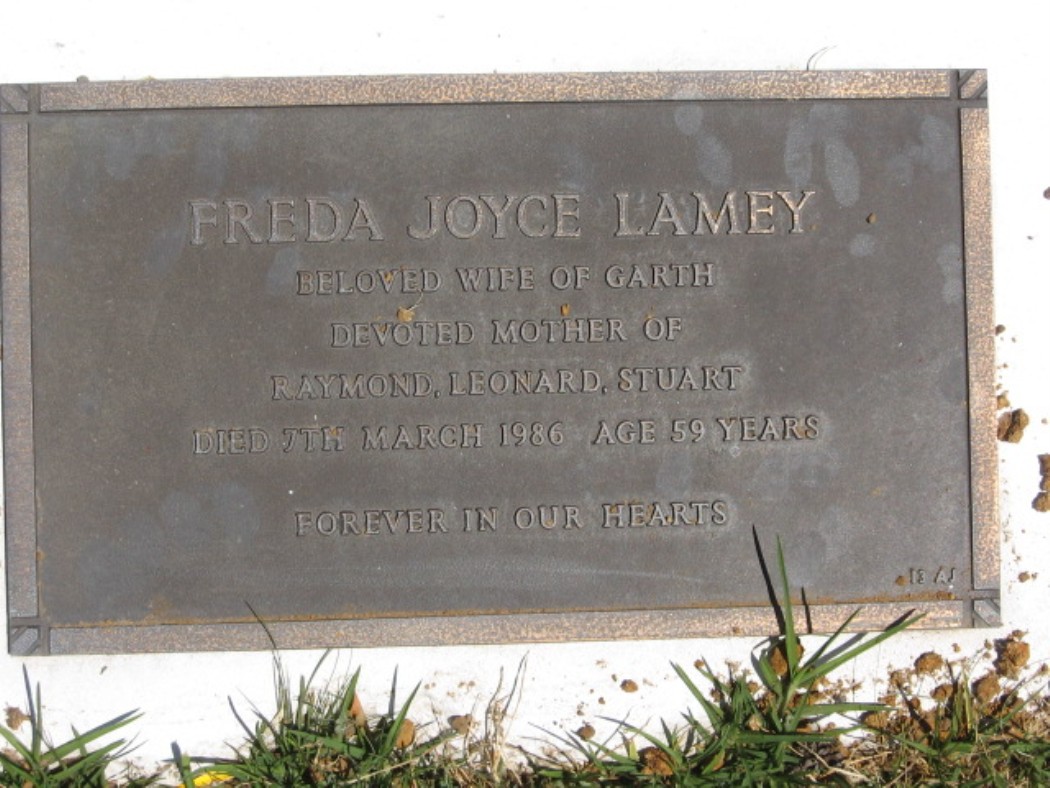 FREDA JOYCE LAMEY
BELOVED WIFE OF GARTH
DEVOTED MOTHER OF
RAYMOND, LEONARD, STUART
DIED 7TH MARCH 1986 AGE 59 YEARS
FOREVER IN OUR HEARTS